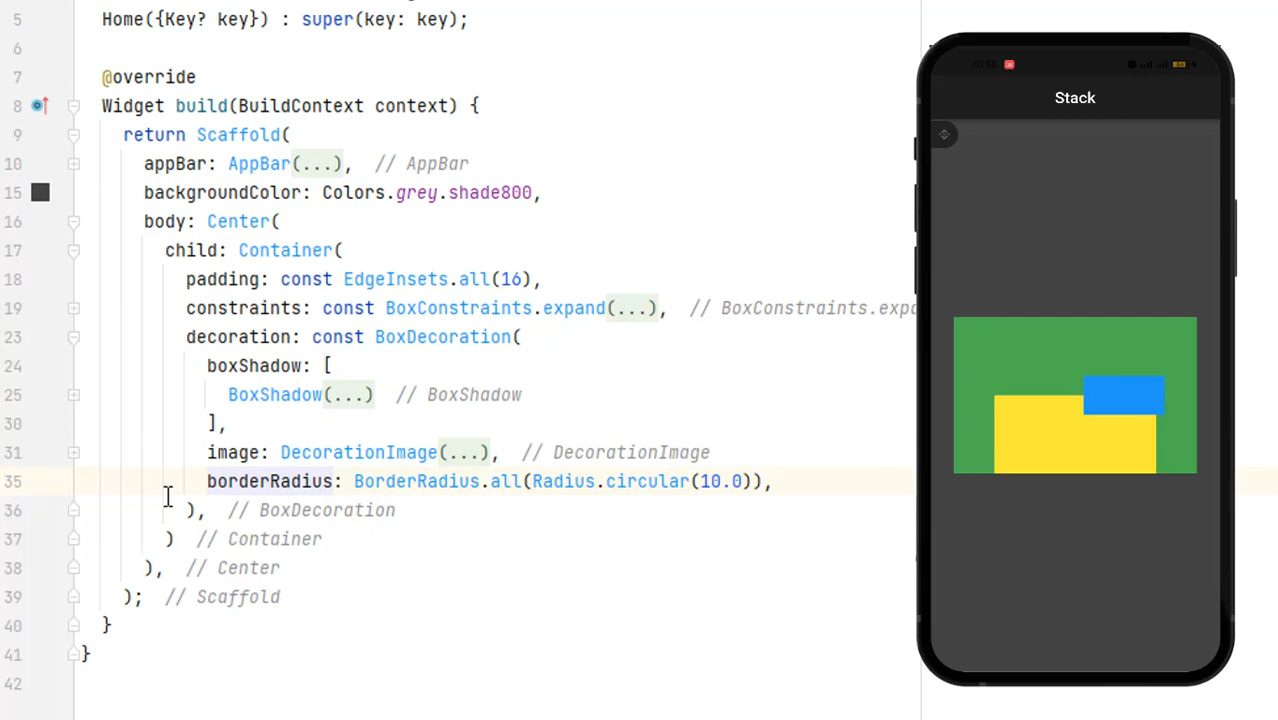 5 Home({Key? key}) : super(key: key);
6
7 @override
8 Widget build(BuildContext context) {
9 return Scaffold(
10 appBar: AppBar(...), // AppBar
15 backgroundColor: Colors.grey.shade800,
16 body: Center(
17 child: Container(
18 padding: const EdgeInsets.all(16),
19 constraints: const BoxConstraints.expand(...), // BoxConstraints.expa
23 decoration: const BoxDecoration(
24 boxShadow: [
25 BoxShadow(...) // BoxShadow
30 ],
31 image: DecorationImage(...), // DecorationImage
35 borderRadius: BorderRadius.all(Radius.circular(10.0)),
36 ), // BoxDecoration
37 ) // Container
38 ), // Center
39 ); // Scaffold
40 }
41 }
42
20:53
Stack